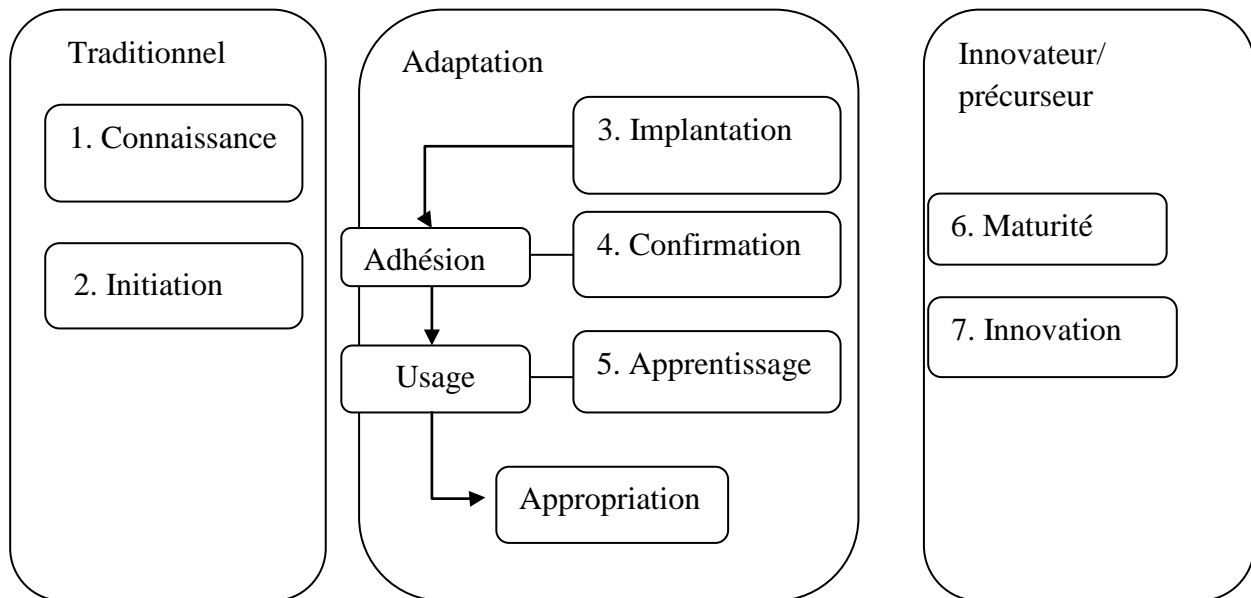 Traditionnel
1. Connaissance
2. Initiation
Adaptation
3. Implantation
Adhésion
4. Confirmation
Usage
5. Apprentissage
Appropriation
Innovateur/
précurseur
6. Maturité
7. Innovation